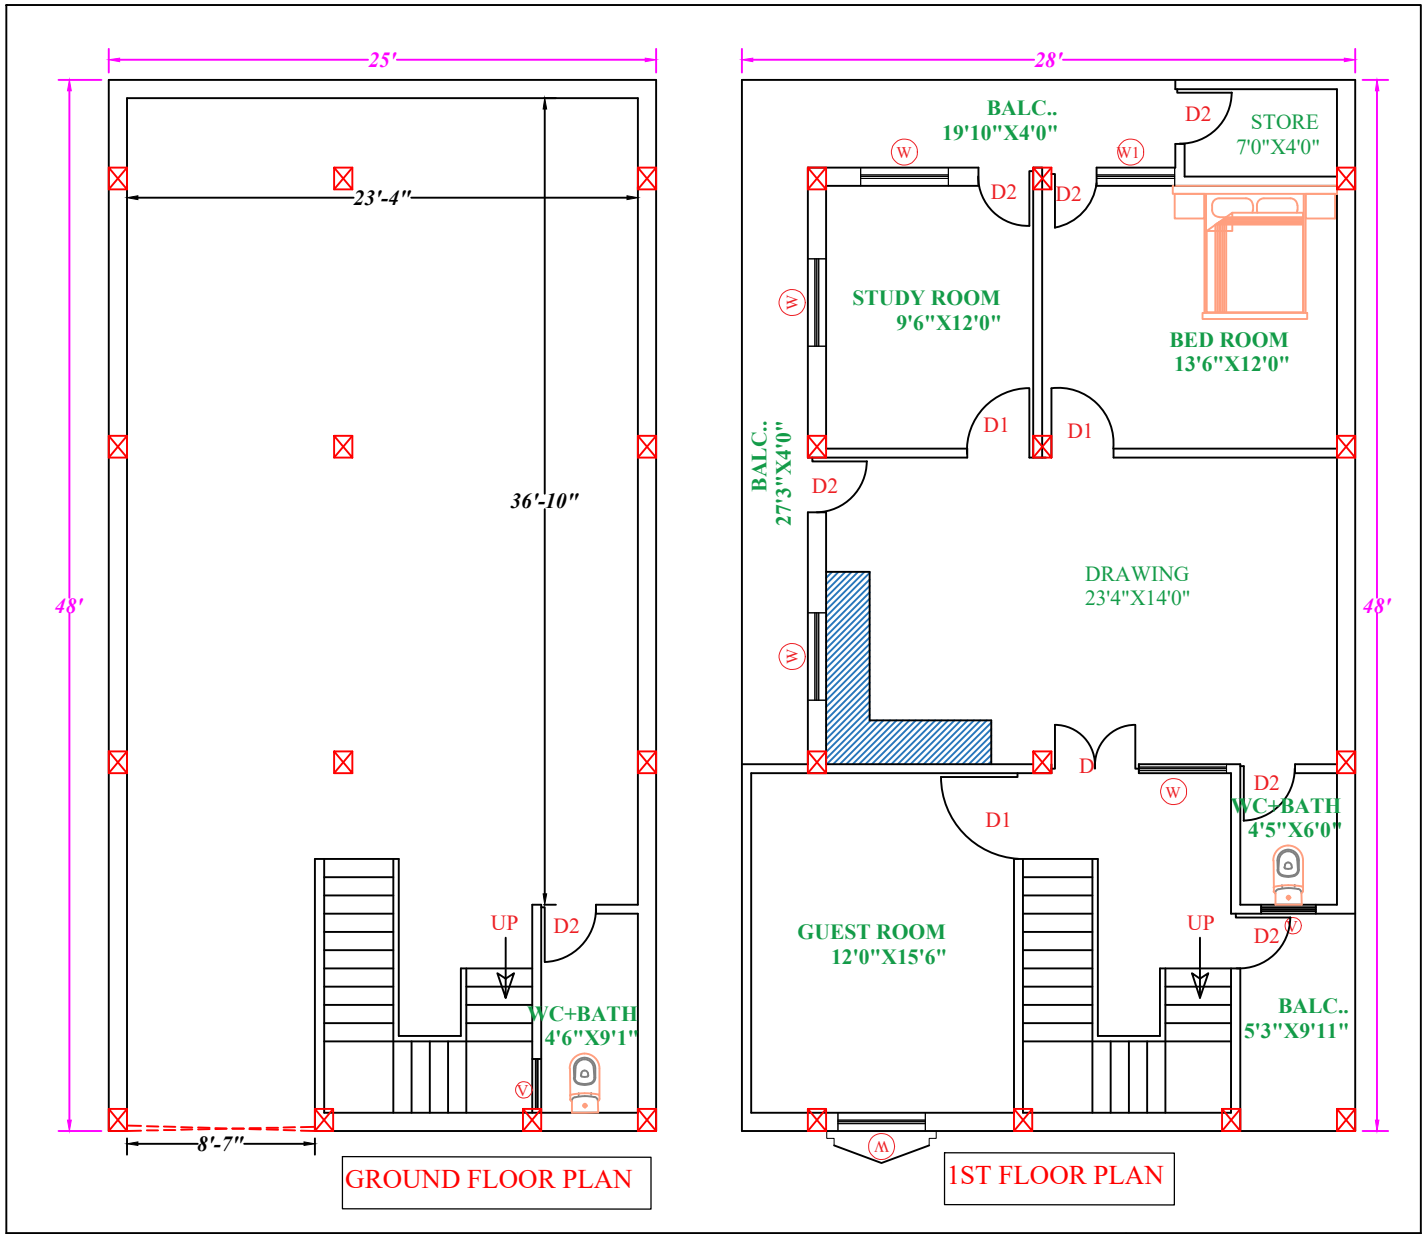 25'
48'
23'-4"
36'-10"
UP
D2
WC+BATH
4'6"X9'1"
V
8'-7"
GROUND FLOOR PLAN
28'
BALC..
19'10"X4'0"
D2
STORE
7'0"X4'0"
W
W1
D2
D2
W
STUDY ROOM
9'6"X12'0"
BED ROOM
13'6"X12'0"
D1
D1
BALC..
27'3"X4'0"
D2
DRAWING
23'4"X14'0"
48'
W
D
W
D2
WC+BATH
4'5"X6'0"
D1
GUEST ROOM
12'0"X15'6"
UP
D2
V
BALC..
5'3"X9'11"
W
1ST FLOOR PLAN